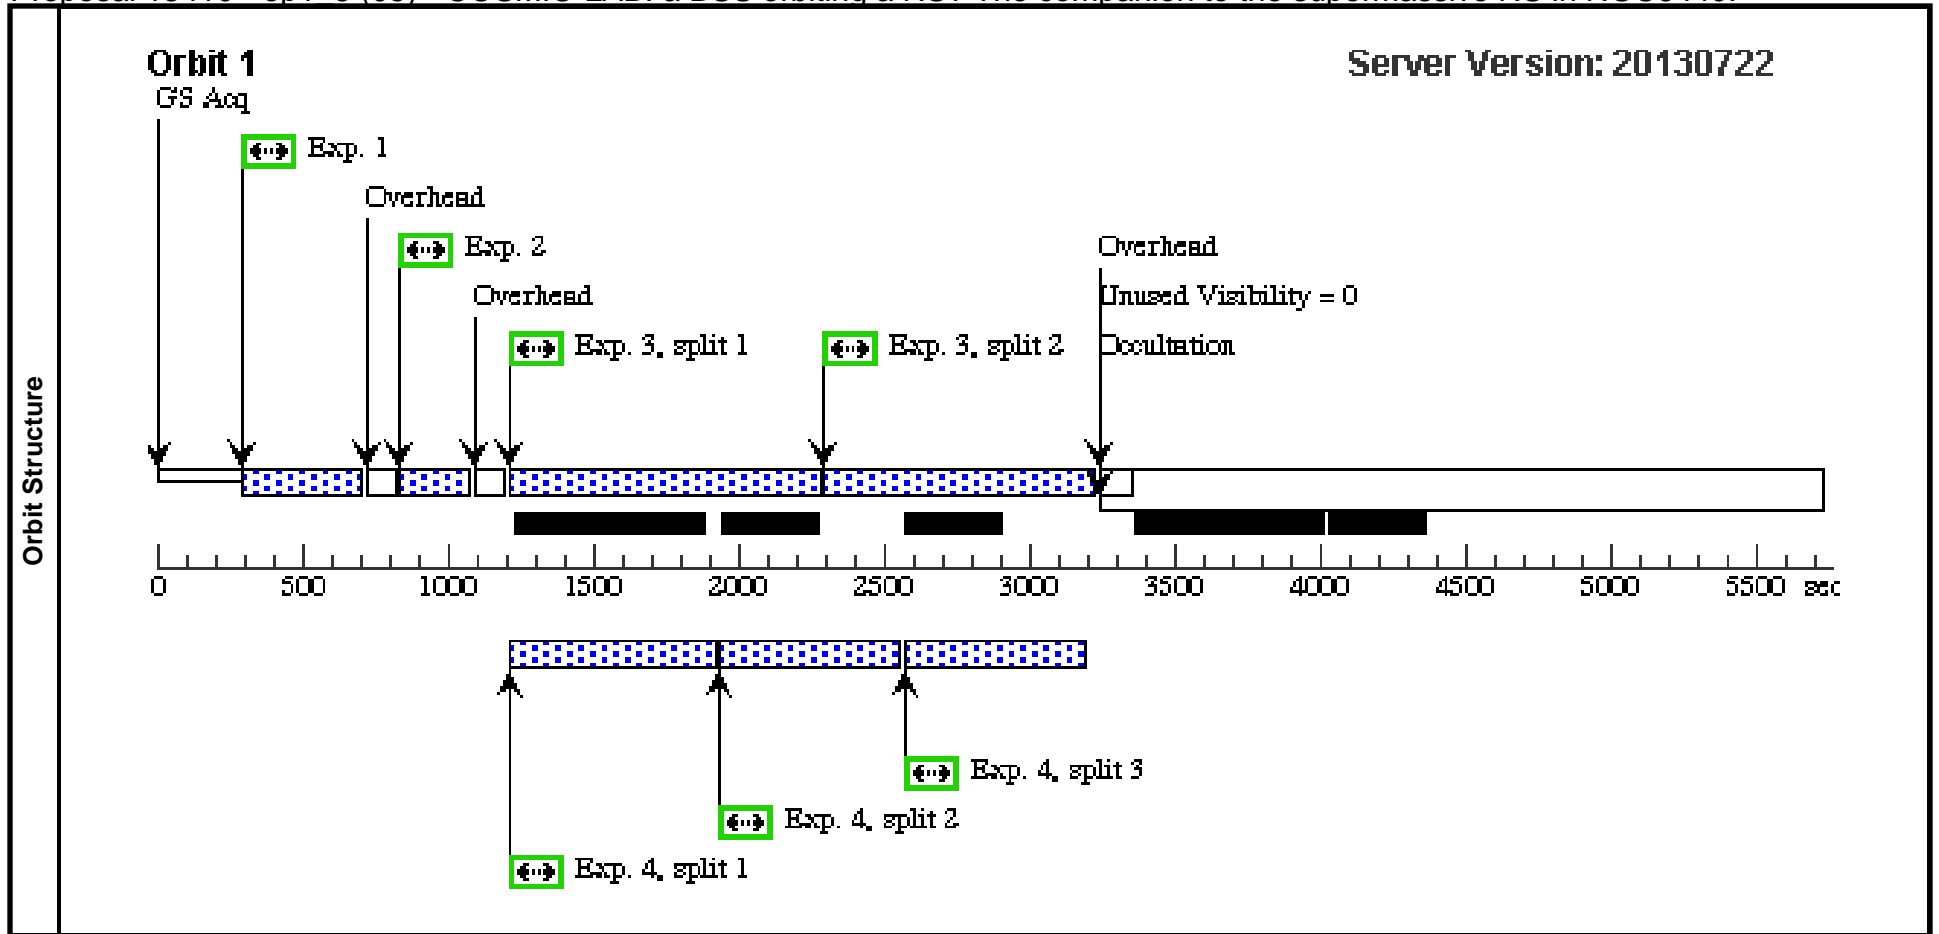 Orbit 1
Server Version: 20130722
GS Acq
Exp. 1
Overhead
Exp. 2
Overhead
Overhead
Unused Visibility = 0
Exp. 3, split 1
Exp. 3, split 2
Occultation
Orbit Structure
0 500 1000 1500 2000 2500 3000 3500 4000 4500 5000 5500 sec
Exp. 4, split 3
Exp. 4, split 2
Exp. 4, split 1